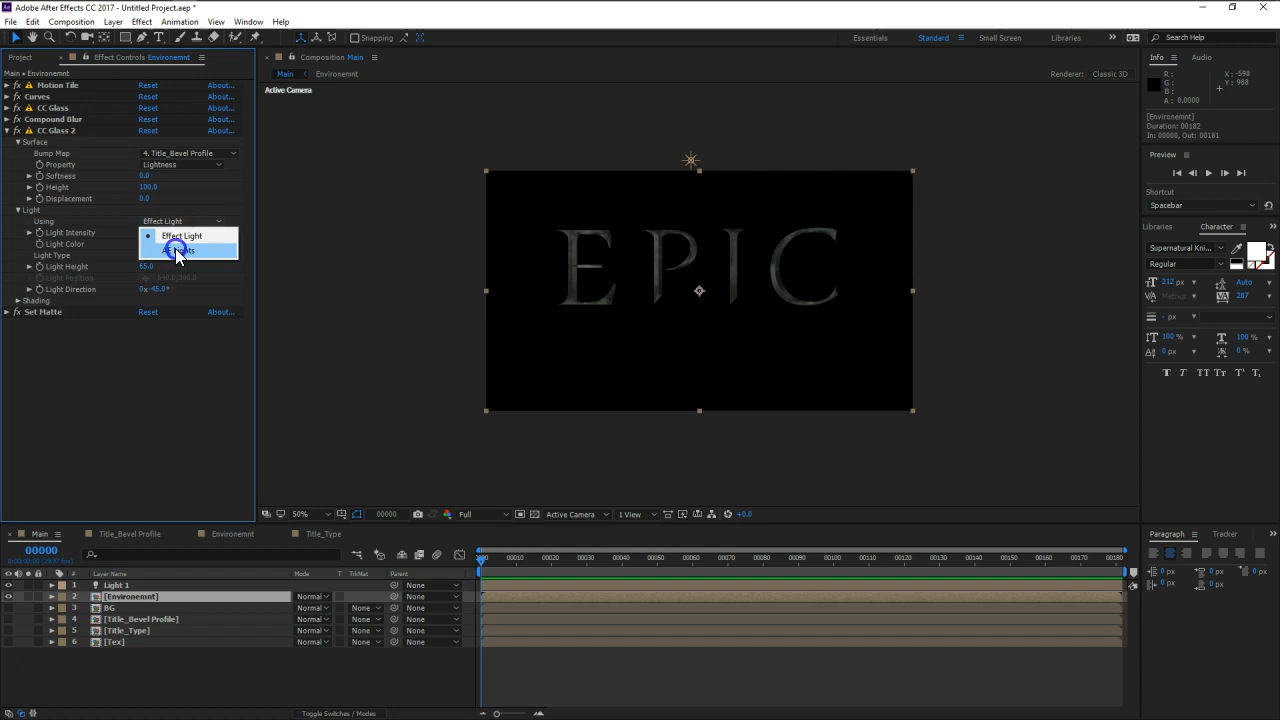 Adobe After Effects CC 2017 - Untitled Project.aep *
File Edit Composition Layer Effect Animation View Window Help
Snapping Essentials Standard Small Screen Libraries Search Help
Project Effect Controls Environemnt Composition Main Info Audio
Main • Environemnt Main Environemnt Renderer: Classic 3D
Motion Tile Reset About...
Curves Reset About...
CC Glass Reset About...
Compound Blur Reset About...
CC Glass 2 Reset About...
Surface
Bump Map 4. Title_Bevel Profile
Property Lightness
Softness 0.0
Height 100.0
Displacement 0.0
Light
Using Effect Light
Light Intensity
Effect Light
Light Color
Light Type
Light Height 65.0
Light Direction 0x-45.0°
Shading
Set Matte Reset About...
Active Camera
EPIC
50% 00000 Full Active Camera 1 View +0.0
R: X: -598
G: Y: 988
B:
A: 0.0000
[Environemnt]
Duration: 00182
In: 00000, Out: 00181
Preview
Shortcut
Spacebar
Libraries Character
Supernatural Kni...
Regular
212 px Auto
Metrics 287
- px
100 % 100 %
0 px 0 %
T T TT Tt T¹ T₁
Paragraph Tracker
0 px 0 px 0 px
0 px 0 px
Main Title_Bevel Profile Environemnt Title_Type
00000
# Layer Name Mode T TrkMat Parent
00010 00020 00030 00040 00050 00060 00070 00080 00090 00100 00110 00120 00130 00140 00150 00160 00170 00180
1 Light 1 None
2 [Environemnt] Normal None
3 BG Normal None None
4 [Title_Bevel Profile] Normal None None
5 [Title_Type] Normal None None
6 [Tex] Normal None None
Toggle Switches / Modes